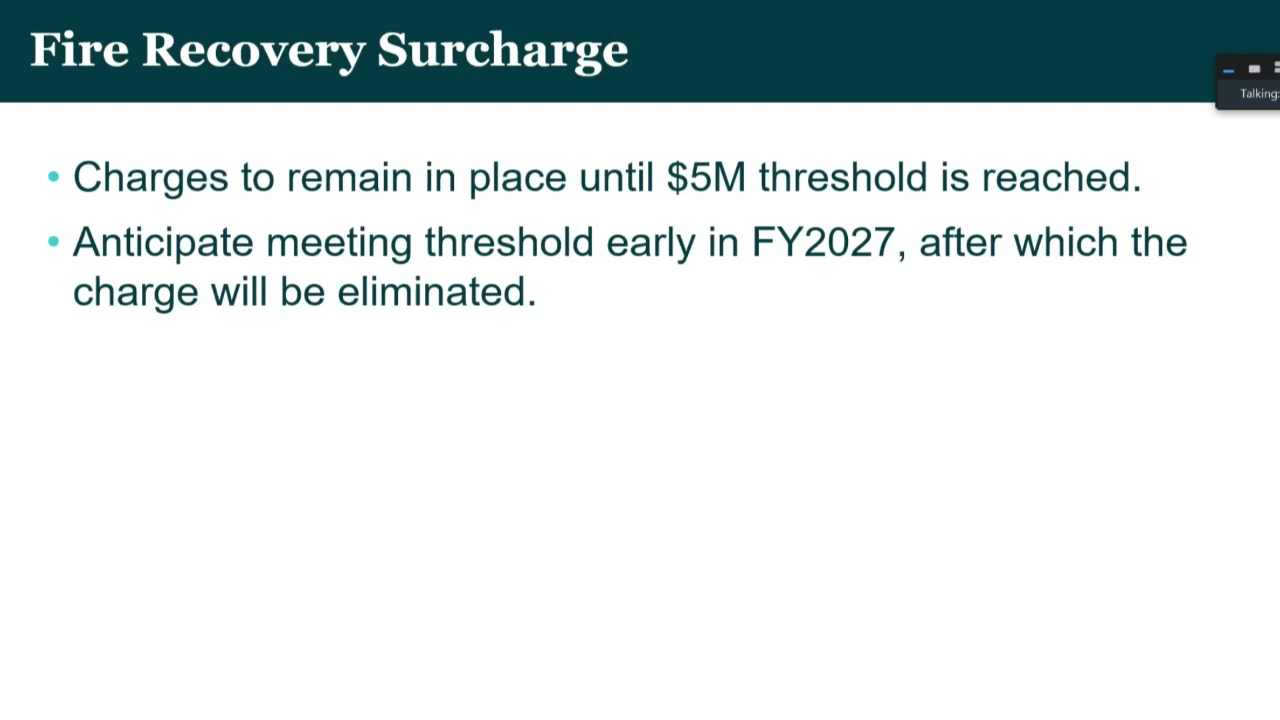 Fire Recovery Surcharge
Talking:
• Charges to remain in place until $5M threshold is reached.
• Anticipate meeting threshold early in FY2027, after which the
charge will be eliminated.